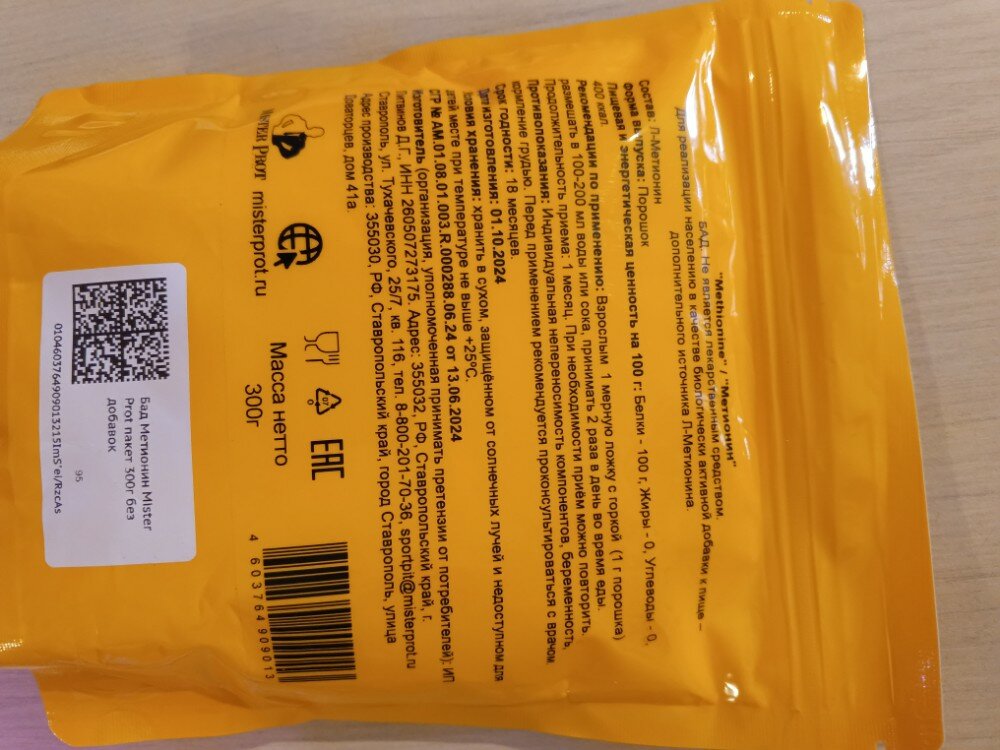 "Methionine" / "Метионин"
БАД. Не является лекарственным средством.
Для реализации населению в качестве биологически активной добавки к пище –
дополнительного источника Л-Метионина.
Состав: Л-Метионин
Форма выпуска: Порошок
Пищевая и энергетическая ценность на 100 г: Белки - 100 г, Жиры - 0, Углеводы - 0,
400 ккал.
Рекомендации по применению: Взрослым 1 мерную ложку с горкой (1 г порошка)
размешать в 100-200 мл воды или сока, принимать 2 раза в день во время еды.
Продолжительность приема: 1 месяц. При необходимости приём можно повторить.
Противопоказания: Индивидуальная непереносимость компонентов, беременность,
кормление грудью. Перед применением рекомендуется проконсультироваться с врачом.
Срок годности: 18 месяцев.
Дата изготовления: 01.10.2024
Условия хранения: хранить в сухом, защищённом от солнечных лучей и недоступном для
детей месте при температуре не выше +25ºС.
СГР № AM.01.08.01.003.R.000288.06.24 от 13.06.2024
Изготовитель (организация, уполномоченная принимать претензии от потребителей): ИП
Литвинов Д.Г., ИНН 260507273175. Адрес: 355032, РФ, Ставропольский край, г.
Ставрополь, ул. Тухачевского, 25/7, кв. 116, тел. 8-800-201-70-36, sportpit@misterprot.ru
Адрес производства: 355030, РФ, Ставропольский край, город Ставрополь, улица
Доваторцев, дом 41а.
MISTER PROT
misterprot.ru
Масса нетто
300г
EAC
4 603764 909013
Бад Метионин Mister
Prot пакет 300г без
добавок
95
0104603764909013215ImS'ei/RzcAs